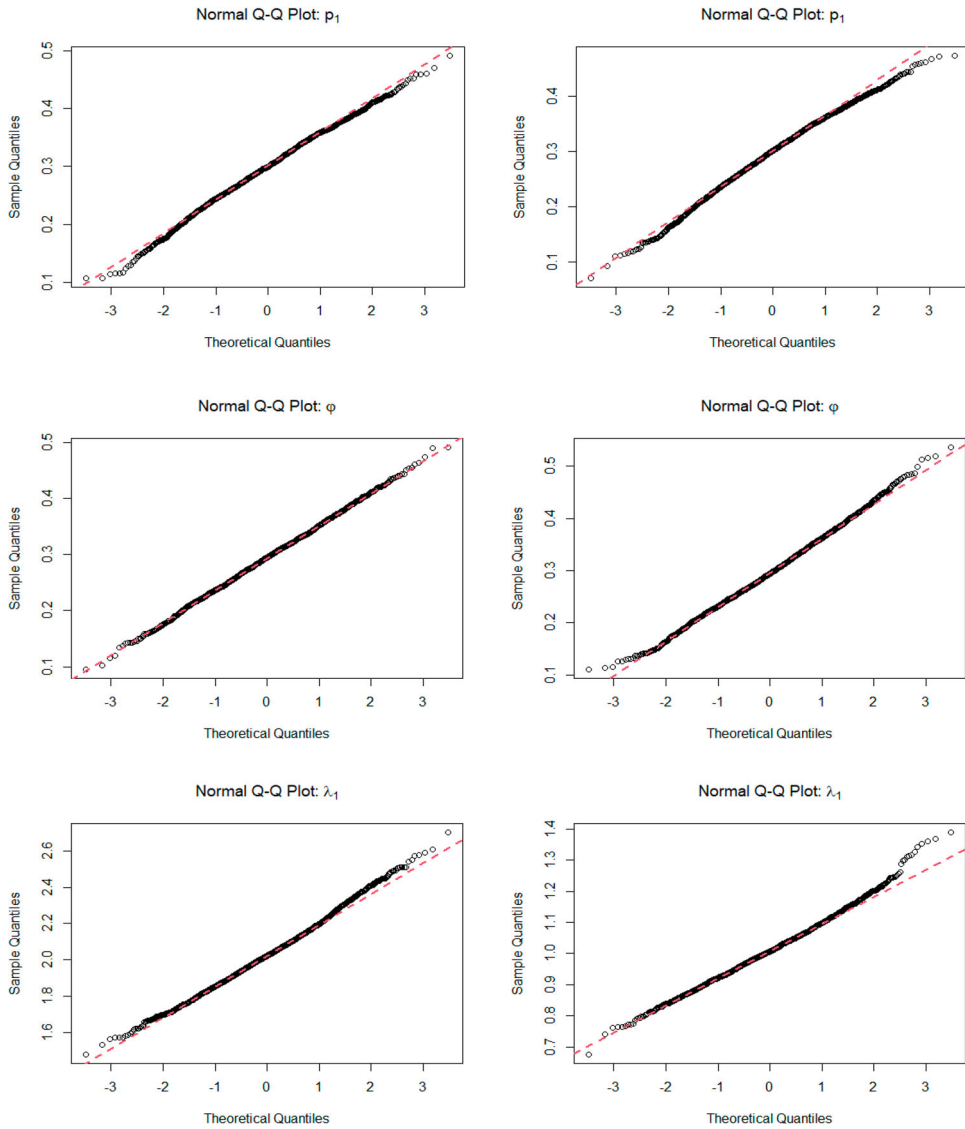 Normal Q-Q Plot: p₁
Sample Quantiles
0.5
0.4
0.3
0.2
0.1
-3 -2 -1 0 1 2 3
Theoretical Quantiles
Normal Q-Q Plot: p₁
Sample Quantiles
0.4
0.3
0.2
0.1
-3 -2 -1 0 1 2 3
Theoretical Quantiles
Normal Q-Q Plot: φ
Sample Quantiles
0.5
0.4
0.3
0.2
0.1
-3 -2 -1 0 1 2 3
Theoretical Quantiles
Normal Q-Q Plot: φ
Sample Quantiles
0.5
0.4
0.3
0.2
0.1
-3 -2 -1 0 1 2 3
Theoretical Quantiles
Normal Q-Q Plot: λ₁
Sample Quantiles
2.6
2.4
2.2
2.0
1.8
1.6
-3 -2 -1 0 1 2 3
Theoretical Quantiles
Normal Q-Q Plot: λ₁
Sample Quantiles
1.4
1.3
1.2
1.1
1.0
0.9
0.8
0.7
-3 -2 -1 0 1 2 3
Theoretical Quantiles